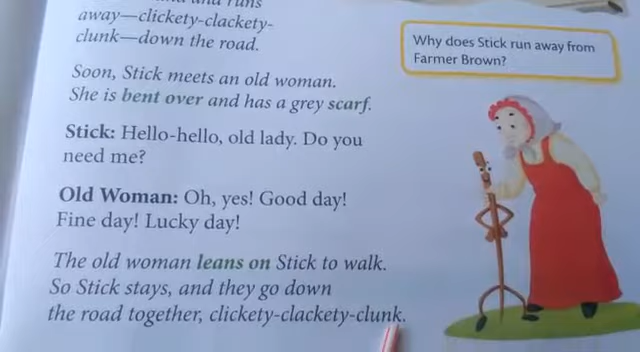 and runs
away—clickety-clackety-
clunk—down the road.
Why does Stick run away from
Farmer Brown?
Soon, Stick meets an old woman.
She is bent over and has a grey scarf.
Stick: Hello-hello, old lady. Do you
need me?
Old Woman: Oh, yes! Good day!
Fine day! Lucky day!
The old woman leans on Stick to walk.
So Stick stays, and they go down
the road together, clickety-clackety-clunk.